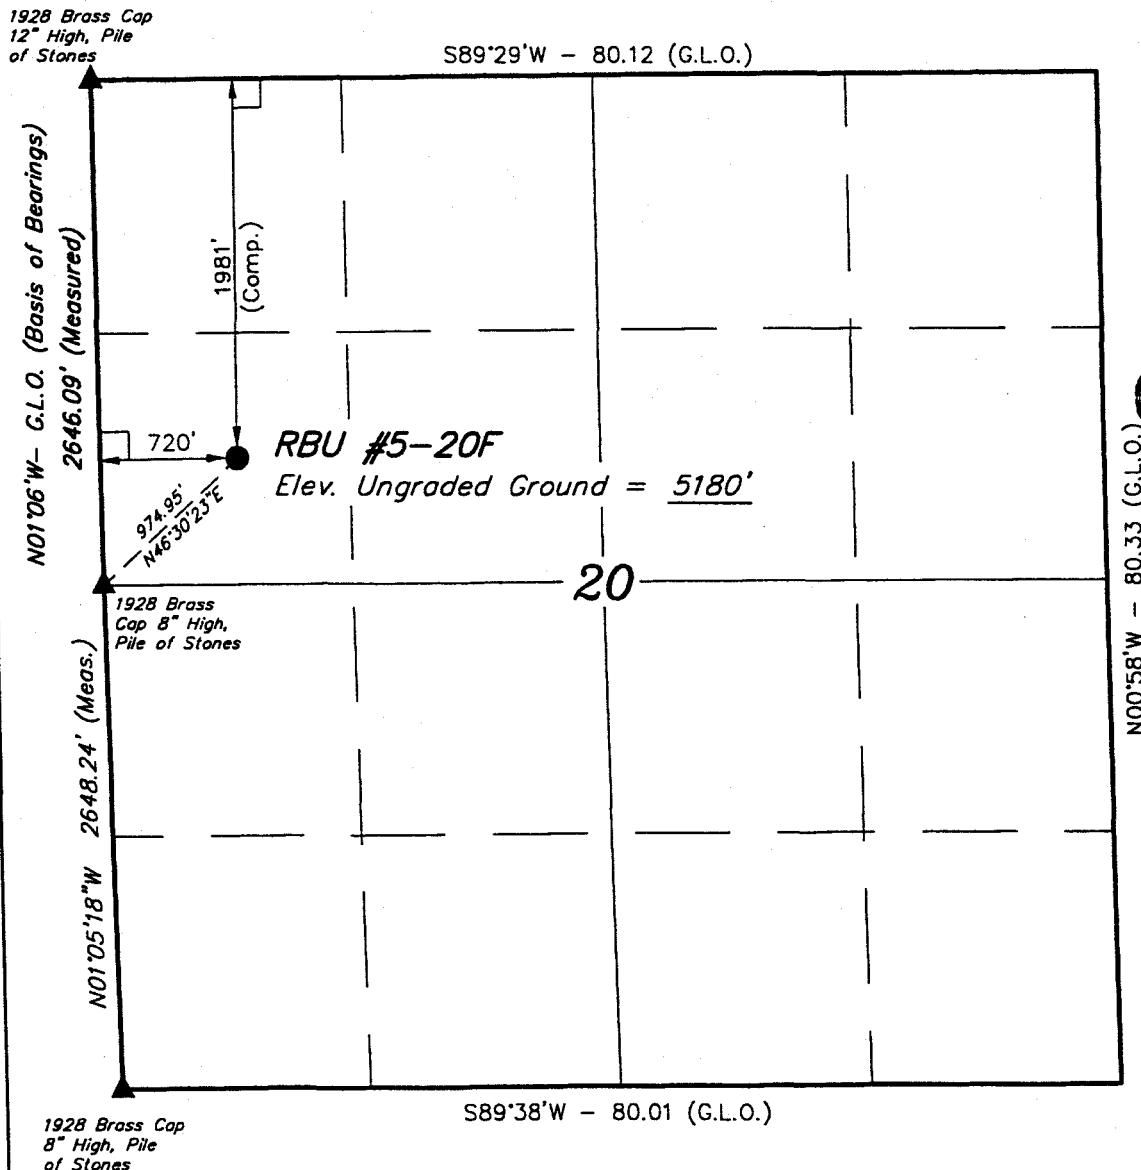 1928 Brass Cap
12" High, Pile
of Stones
S89°29'W – 80.12 (G.L.O.)
N01°06'W– G.L.O. (Basis of Bearings)
2646.09' (Measured)
1981'
(Comp.)
720'
RBU #5–20F
Elev. Ungraded Ground = 5180'
974.95'
N46°30'23"E
20
1928 Brass
Cap 8" High,
Pile of Stones
N00°58'W – 80.33 (G.L.O.)
N01°05'18"W 2648.24' (Meas.)
S89°38'W – 80.01 (G.L.O.)
1928 Brass Cap
8" High, Pile
of Stones